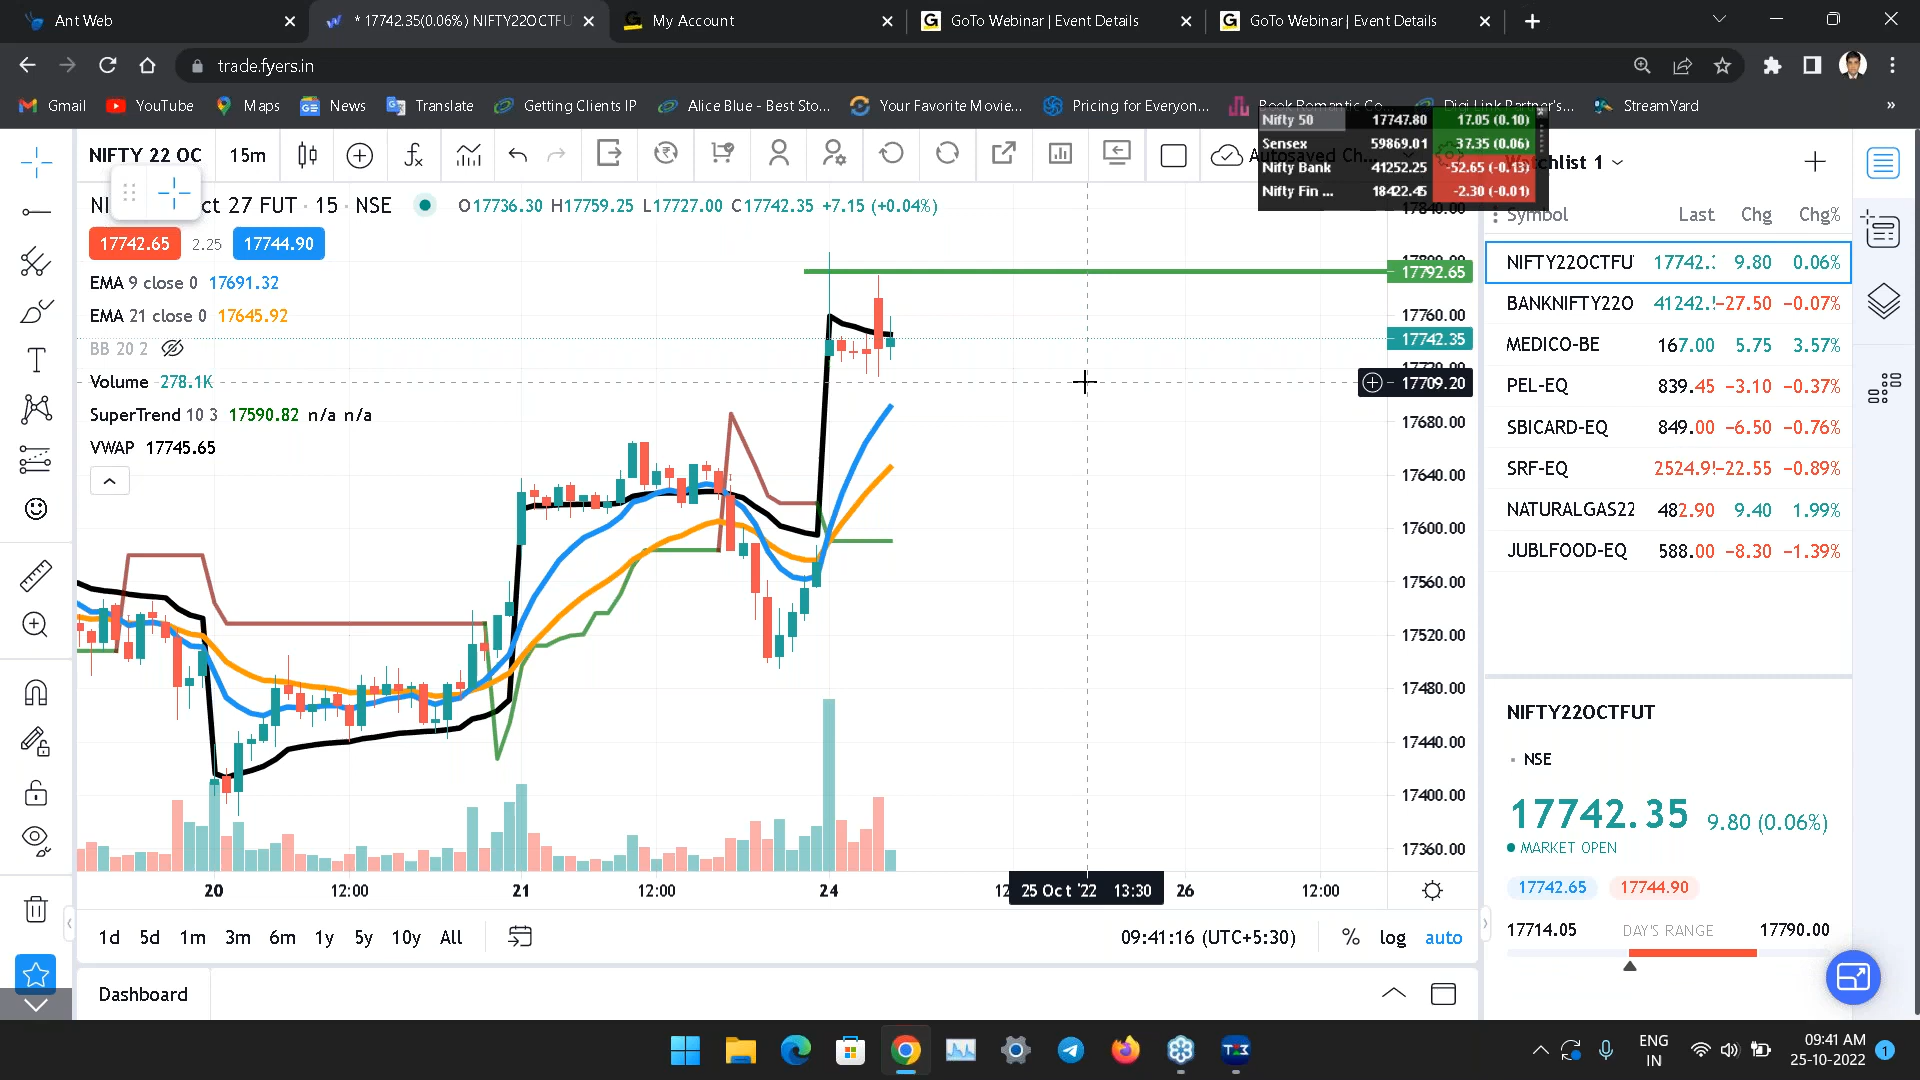 Ant Web
* 17742.35(0.06%) NIFTY22OCTFU
My Account
GoTo Webinar | Event Details
GoTo Webinar | Event Details
trade.fyers.in
Gmail
YouTube
Maps
News
Translate
Getting Clients IP
Alice Blue - Best Sto...
Your Favorite Movie...
Pricing for Everyon...
Book Romantic Co...
Digi Link Partner's...
StreamYard
»
Nifty 50 17747.80 17.05 (0.10)
Sensex 59869.01 37.35 (0.06)
Nifty Bank 41252.25 -52.65 (-0.13)
Nifty Fin ... 18422.45 -2.30 (-0.01)
NIFTY 22 OC
15m
Autosaved Ch...
tchlist 1
ct 27 FUT · 15 · NSE
O17736.30 H17759.25 L17727.00 C17742.35 +7.15 (+0.04%)
17742.65 2.25 17744.90
EMA 9 close 0 17691.32
EMA 21 close 0 17645.92
BB 20 2
Volume 278.1K
SuperTrend 10 3 17590.82 n/a n/a
VWAP 17745.65
17840.00
17792.65
17760.00
17742.35
17709.20
17680.00
17640.00
17600.00
17560.00
17520.00
17480.00
17440.00
17400.00
17360.00
20
12:00
21
12:00
24
25 Oct '22 13:30
26
12:00
1d 5d 1m 3m 6m 1y 5y 10y All
09:41:16 (UTC+5:30)
% log auto
Dashboard
Symbol Last Chg Chg%
NIFTY22OCTFU 17742. 9.80 0.06%
BANKNIFTY22O 41242. -27.50 -0.07%
MEDICO-BE 167.00 5.75 3.57%
PEL-EQ 839.45 -3.10 -0.37%
SBICARD-EQ 849.00 -6.50 -0.76%
SRF-EQ 2524.9 -22.55 -0.89%
NATURALGAS22 482.90 9.40 1.99%
JUBLFOOD-EQ 588.00 -8.30 -1.39%
NIFTY22OCTFUT
NSE
17742.35 9.80 (0.06%)
MARKET OPEN
17742.65 17744.90
17714.05 DAY'S RANGE 17790.00
ENG
IN
09:41 AM
25-10-2022
1